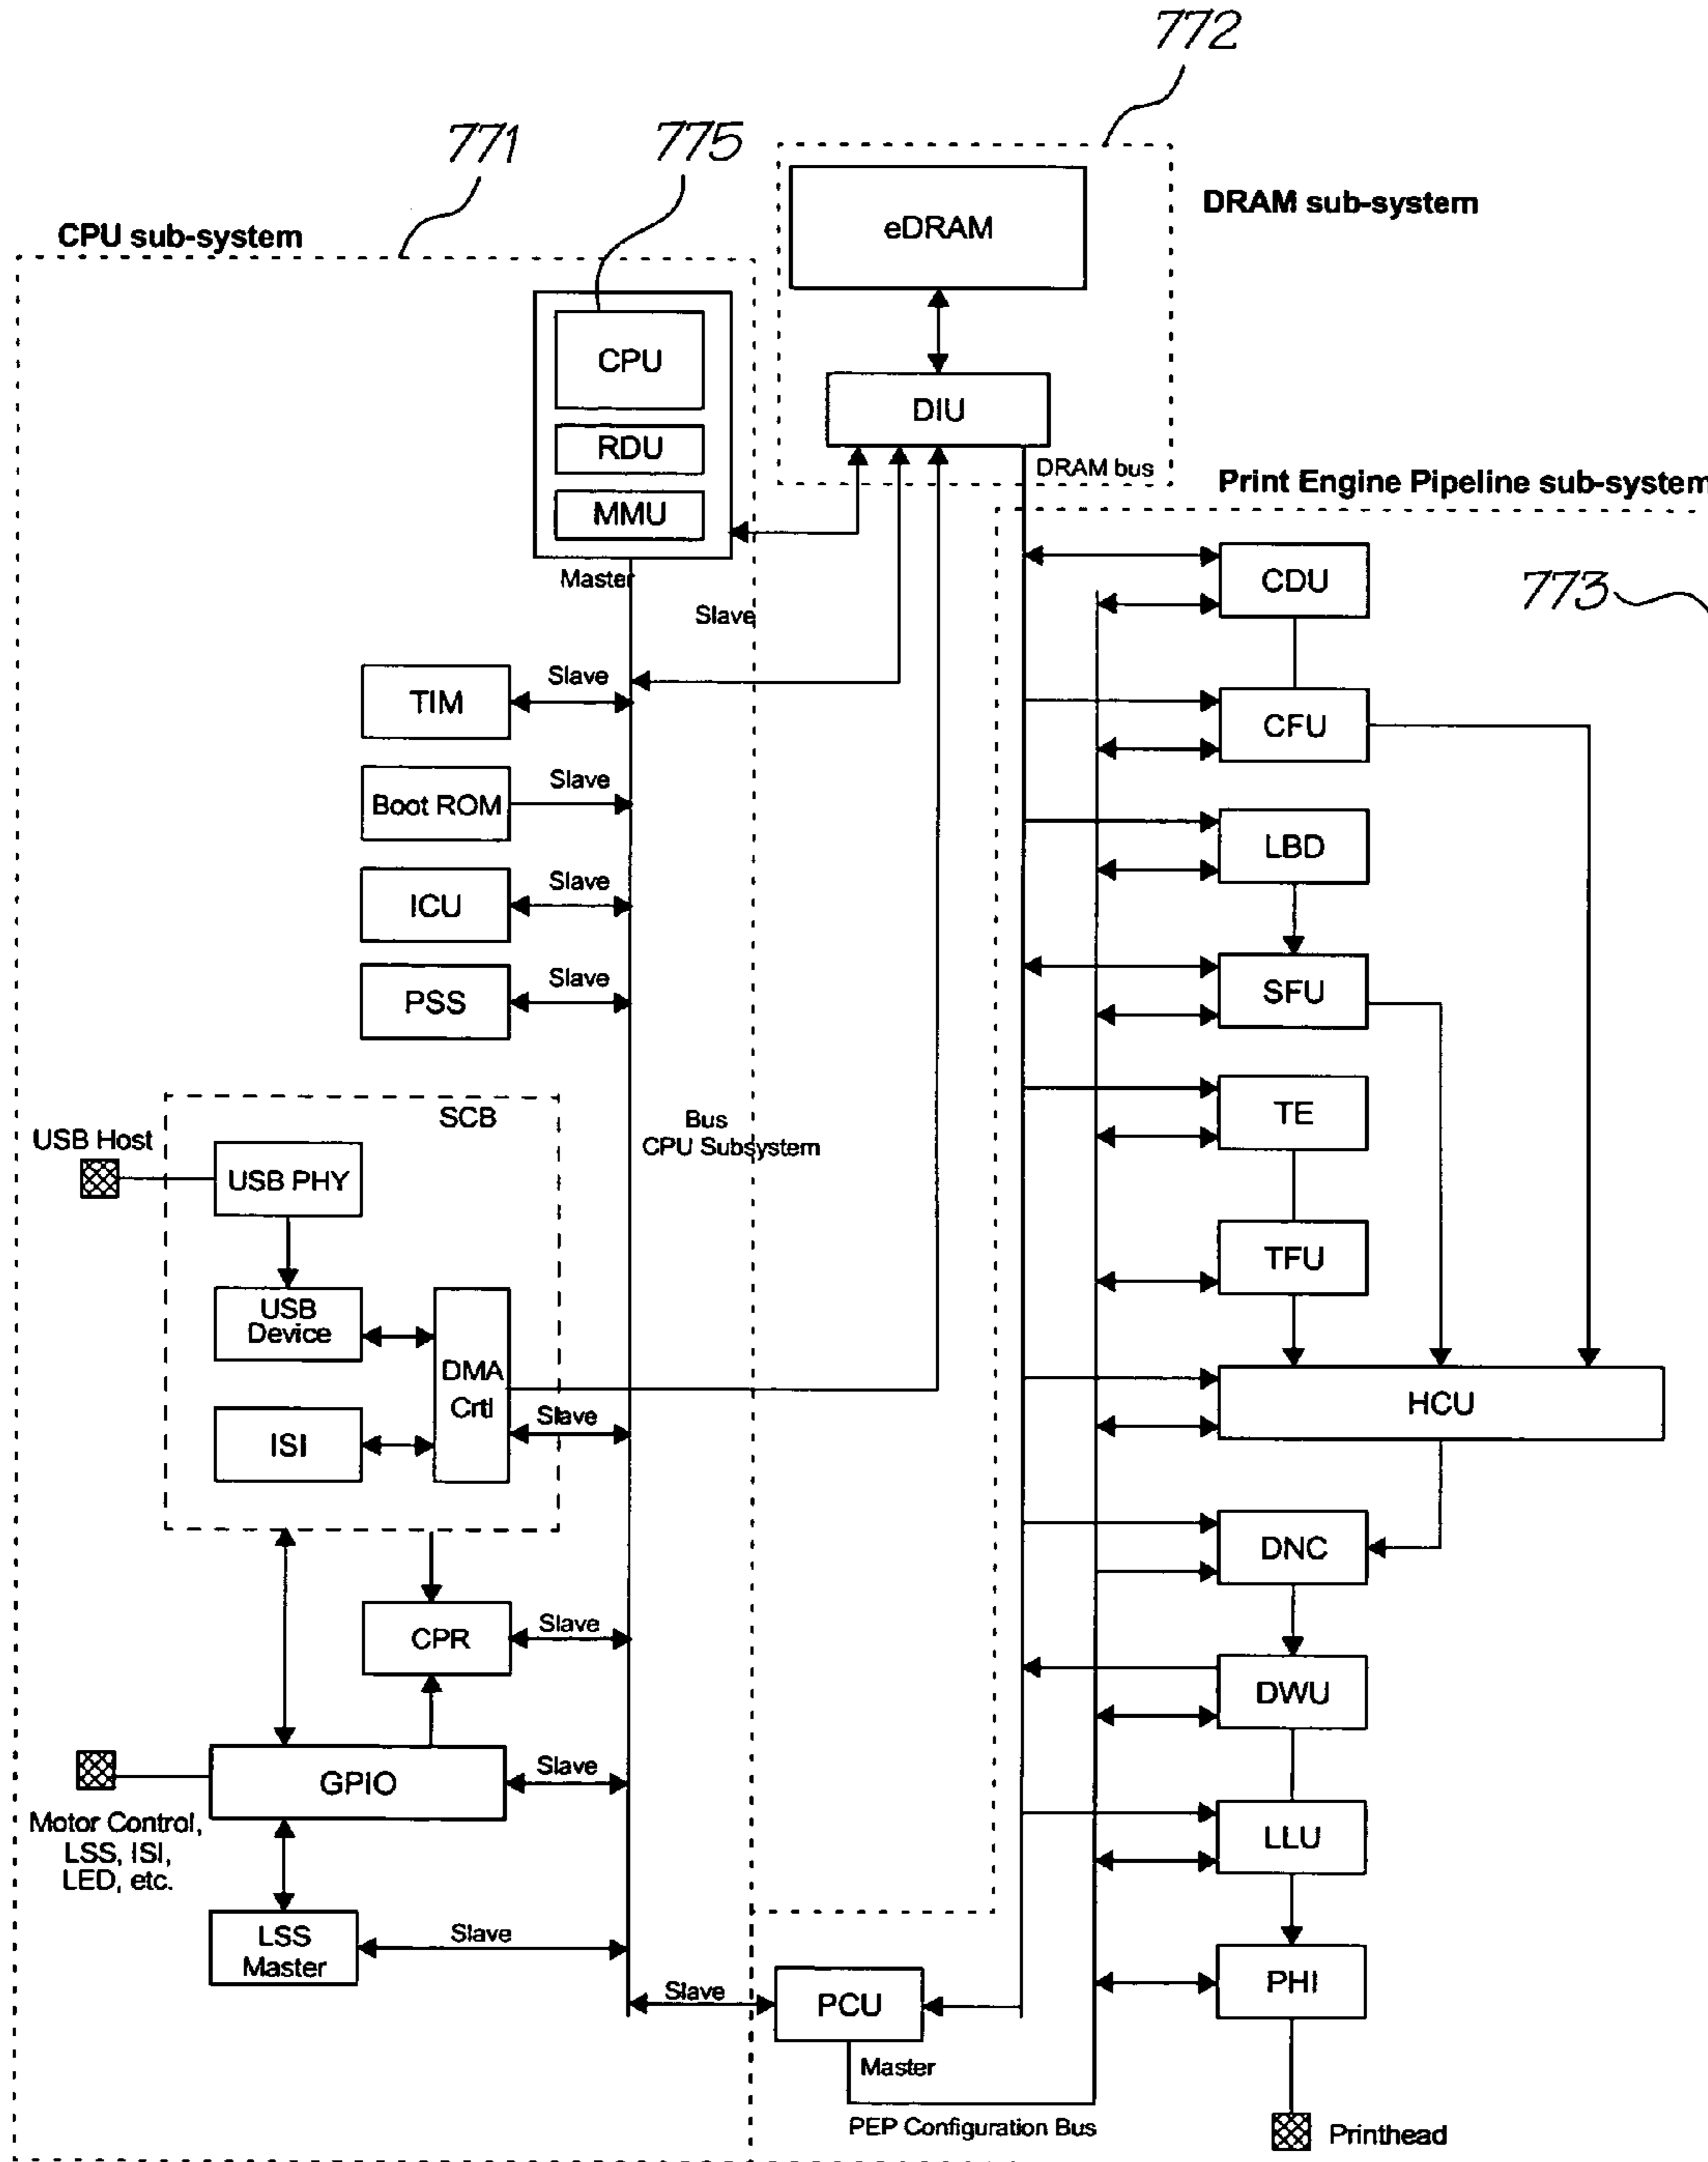 772
771
775
DRAM sub-system
CPU sub-system
eDRAM
CPU
DIU
RDU
DRAM bus
MMU
Print Engine Pipeline sub-system
Master
Slave
CDU
773
TIM
Slave
CFU
Boot ROM
Slave
LBD
ICU
Slave
PSS
Slave
SFU
SCB
Bus
CPU Subsystem
TE
USB Host
USB PHY
TFU
USB
Device
DMA
Crtl
Slave
ISI
HCU
DNC
CPR
Slave
DWU
GPIO
Slave
Motor Control,
LSS, ISI,
LED, etc.
LLU
LSS
Master
Slave
PHI
Slave
PCU
Master
PEP Configuration Bus
Printhead